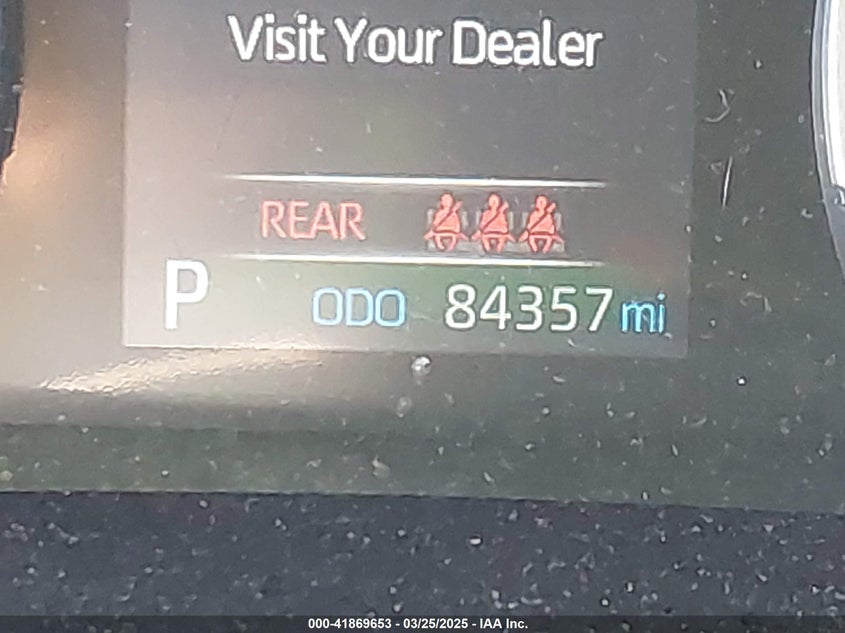 Visit Your Dealer
REAR
P ODO 84357 mi
000-41869653 - 03/25/2025 - IAA Inc.